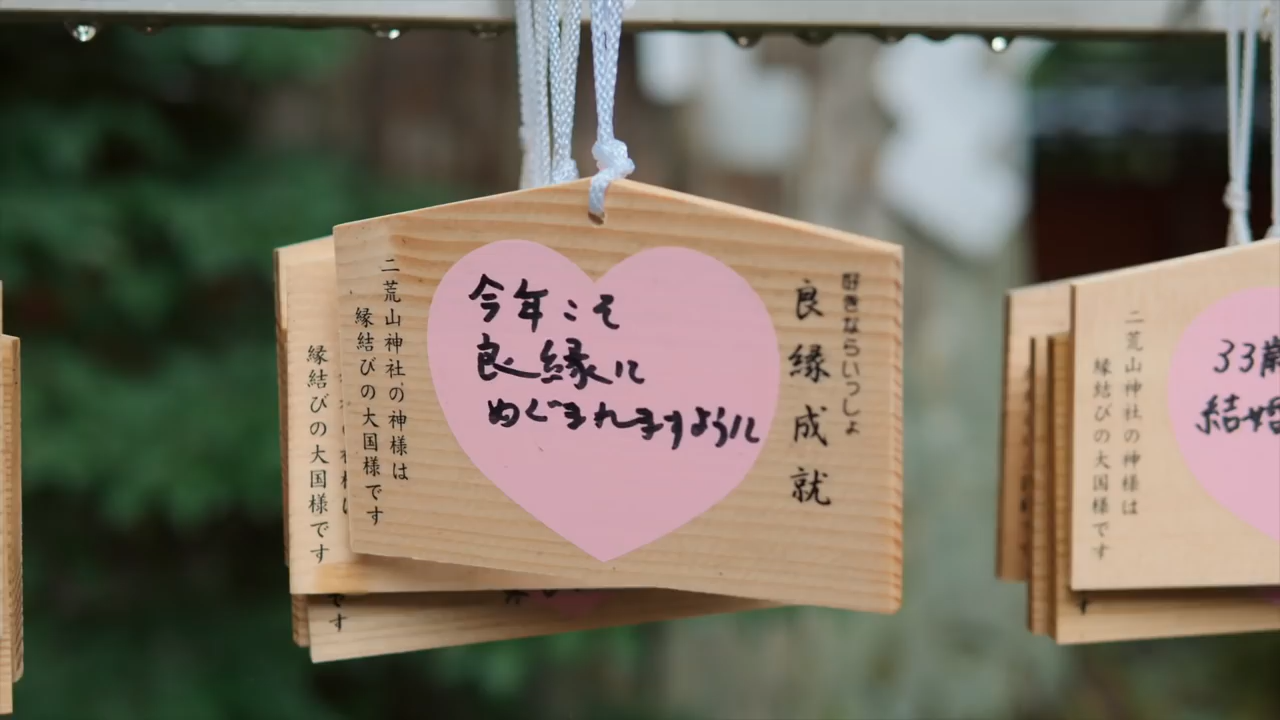 好きならいっしょ
良縁成就
今年こそ
良縁に
めぐまれますように
二荒山神社の神様は
縁結びの大国様です
縁結びの大国様です
です
33歳
結婚
二荒山神社の神様は
縁結びの大国様です